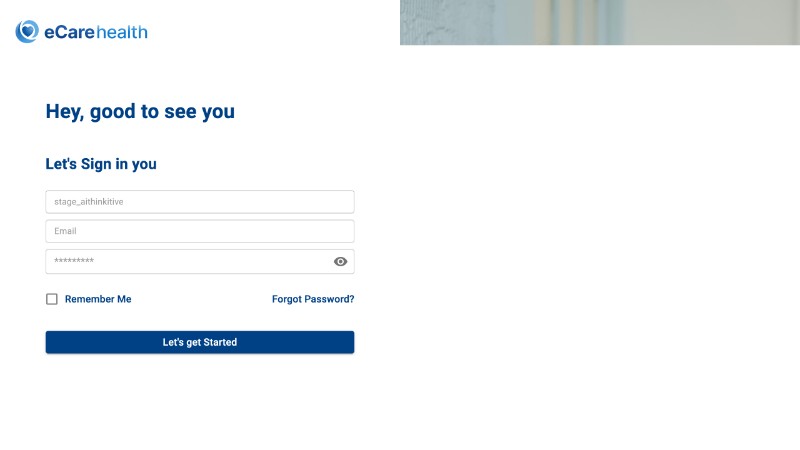 eCarehealth
Hey, good to see you
Let's Sign in you
stage_aithinkitive
Email
*********
Remember Me
Forgot Password?
Let's get Started